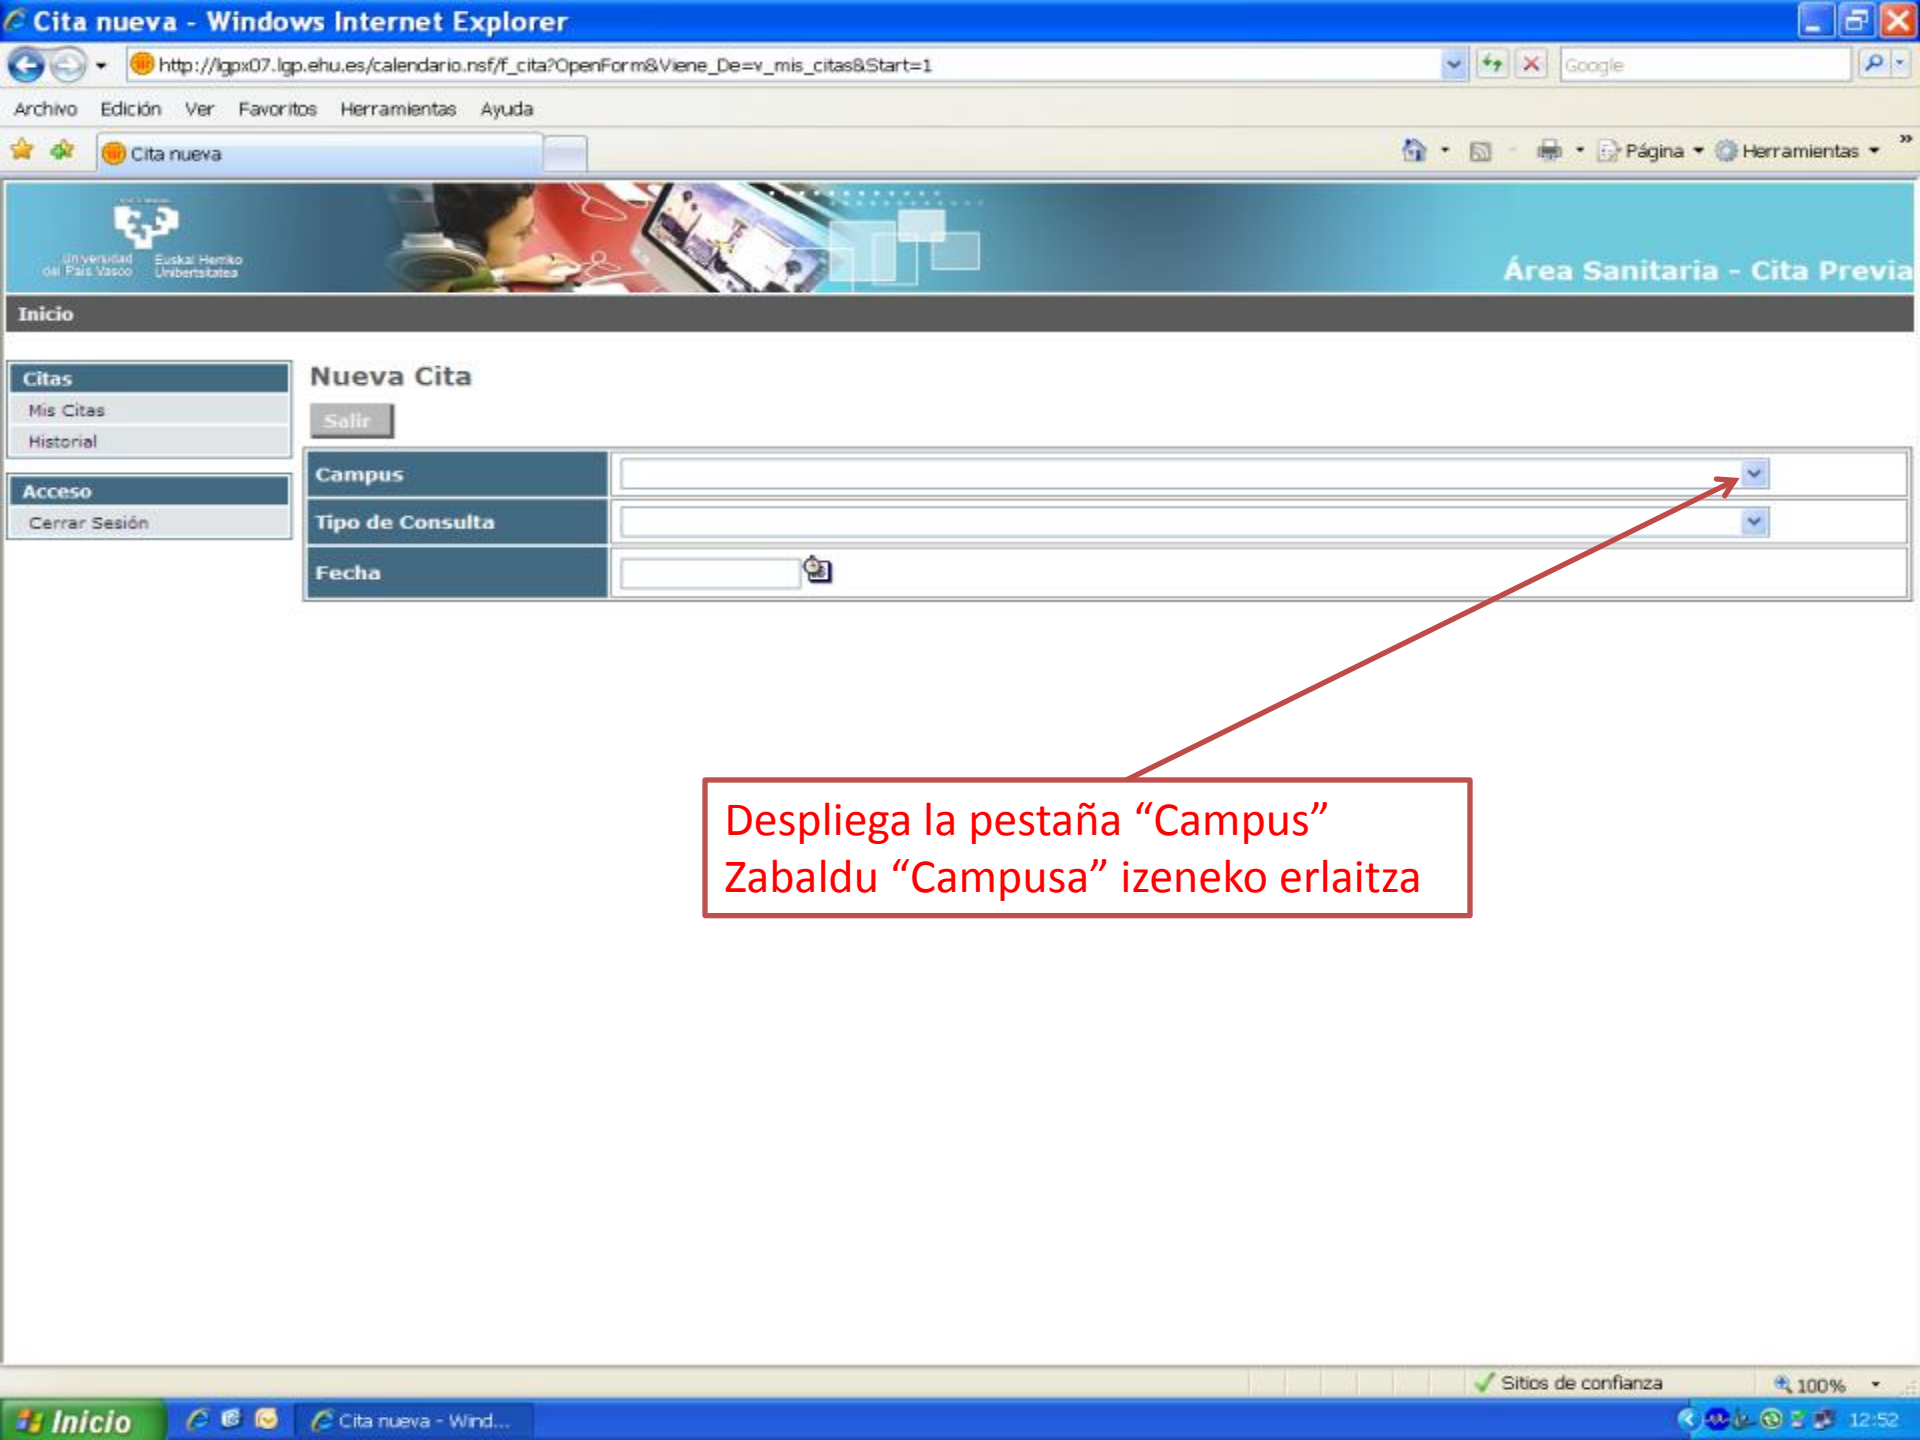 Cita nueva - Windows Internet Explorer
http://lgpx07.lgp.ehu.es/calendario.nsf/f_cita?OpenForm&Viene_De=v_mis_citas&Start=1
Google
Archivo Edición Ver Favoritos Herramientas Ayuda
Cita nueva
Página Herramientas »
Universidad del País Vasco
Euskal Herriko Unibertsitatea
Área Sanitaria - Cita Previa
Inicio
Citas
Mis Citas
Historial
Acceso
Cerrar Sesión
Nueva Cita
Salir
Campus
Tipo de Consulta
Fecha
Despliega la pestaña “Campus”
Zabaldu “Campusa” izeneko erlaitza
Sitios de confianza
100%
Inicio
Cita nueva - Wind...
12:52